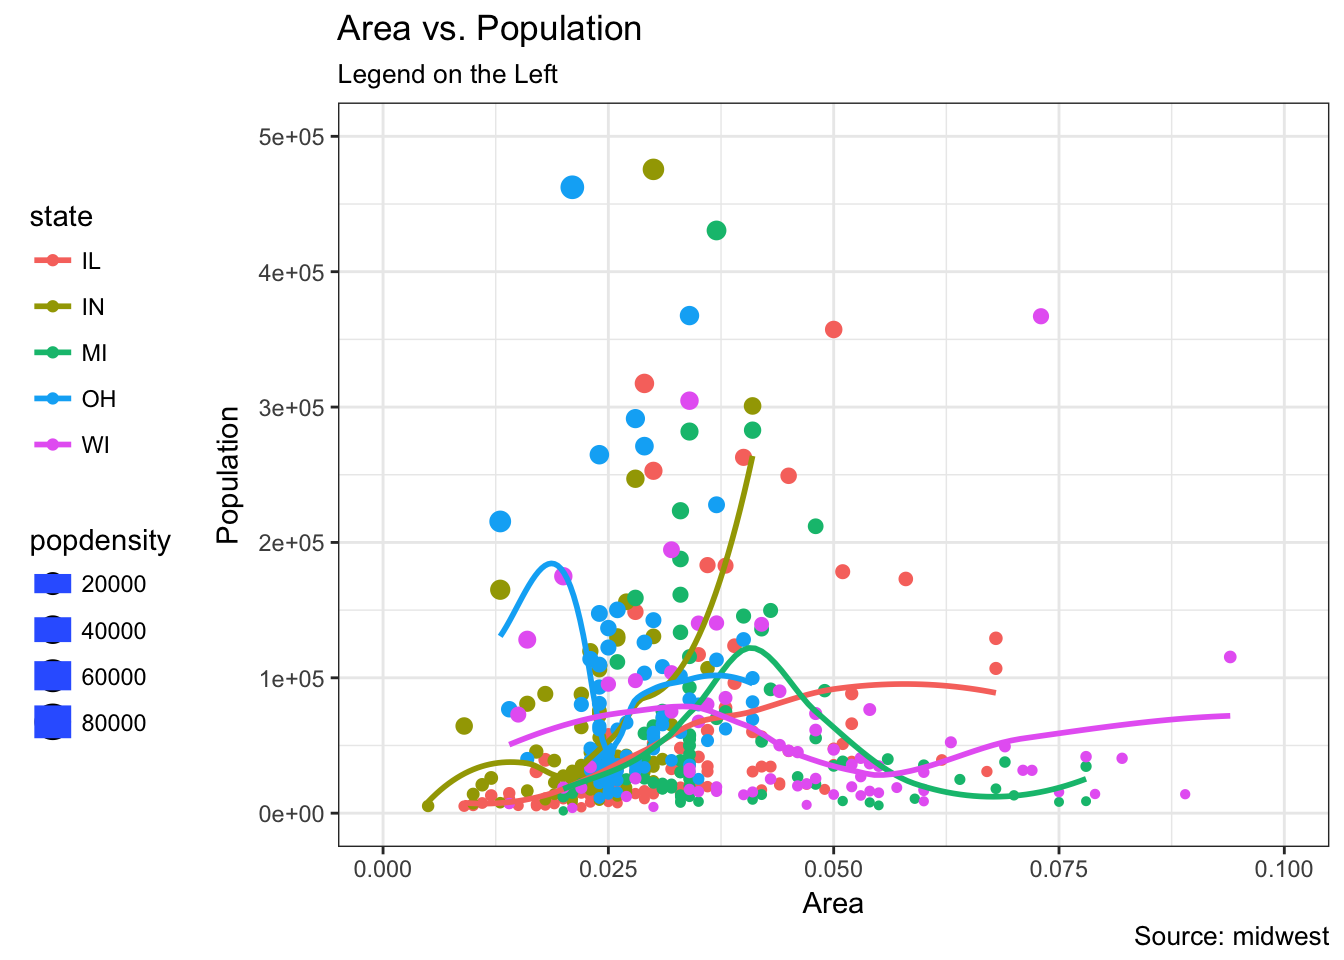 Area vs. Population
Legend on the Left
state
IL
IN
MI
OH
WI
popdensity
20000
40000
60000
80000
Population
5e+05
4e+05
3e+05
2e+05
1e+05
0e+00
0.000
0.025
0.050
0.075
0.100
Area
Source: midwest